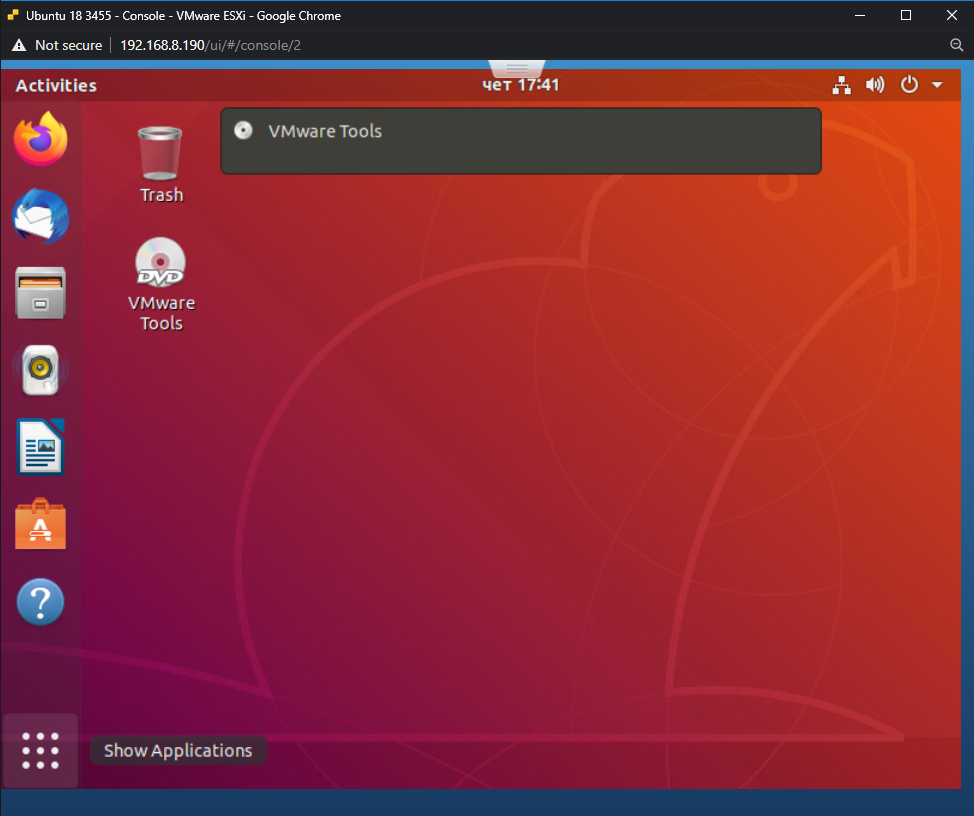 Ubuntu 18 3455 - Console - VMware ESXi - Google Chrome
Not secure
192.168.8.190/ui/#/console/2
Activities
чет 17:41
VMware Tools
Trash
DVD
VMware
Tools
A
?
Show Applications